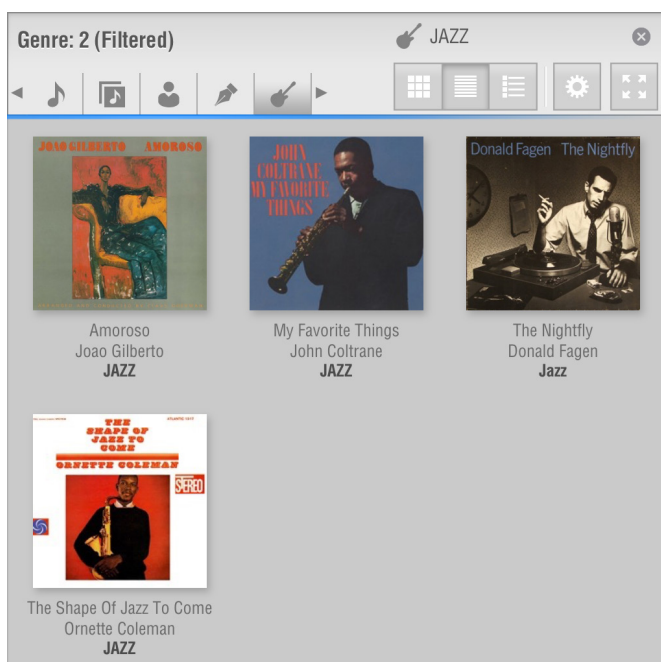 Genre: 2 (Filtered)
JAZZ
JOAO GILBERTO AMOROSO
JOHN
COLTRANE
MY FAVORITE
THINGS
Donald Fagen The Nightfly
Amoroso
Joao Gilberto
JAZZ
My Favorite Things
John Coltrane
JAZZ
The Nightfly
Donald Fagen
Jazz
THE
SHAPE OF
JAZZ TO
COME
ORNETTE COLEMAN
STEREO
The Shape Of Jazz To Come
Ornette Coleman
JAZZ